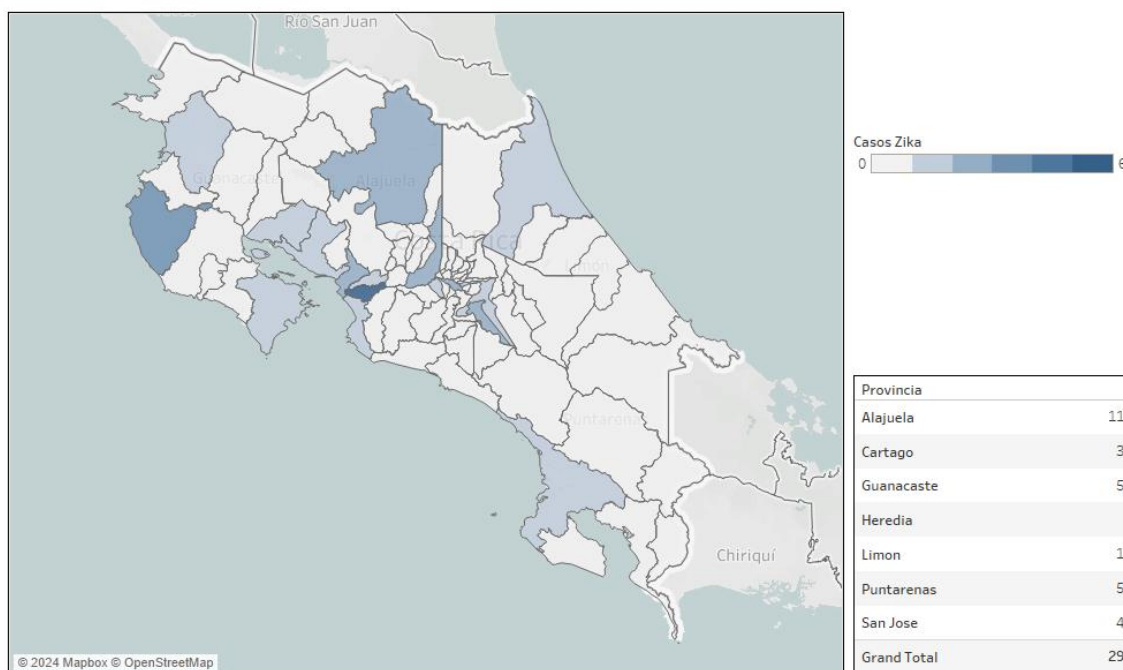 Río San Juan
Guanacaste
Alajuela
Costa Rica
Limón
Puntarenas
Chiriquí
© 2024 Mapbox © OpenStreetMap
Casos Zika
0 6
Provincia
Alajuela 11
Cartago 3
Guanacaste 5
Heredia
Limon 1
Puntarenas 5
San Jose 4
Grand Total 29